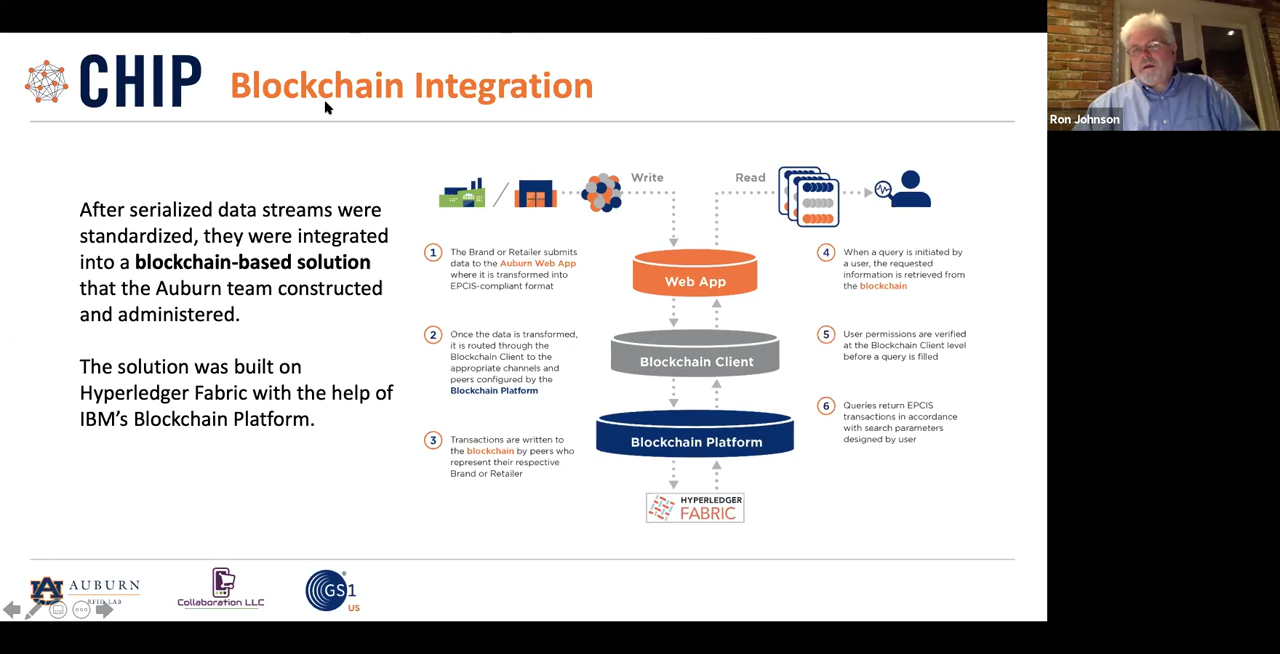 CHIP Blockchain Integration
Ron Johnson
After serialized data streams were
standardized, they were integrated
into a blockchain-based solution
that the Auburn team constructed
and administered.
The solution was built on
Hyperledger Fabric with the help of
IBM's Blockchain Platform.
Write
Read
1
The Brand or Retailer submits
data to the Auburn Web App
where it is transformed into
EPCIS-compliant format
2
Once the data is transformed,
it is routed through the
Blockchain Client to the
appropriate channels and
peers configured by the
Blockchain Platform
3
Transactions are written to
the blockchain by peers who
represent their respective
Brand or Retailer
Web App
Blockchain Client
Blockchain Platform
HYPERLEDGER
FABRIC
4
When a query is initiated by
a user, the requested
information is retrieved from
the blockchain
5
User permissions are verified
at the Blockchain Client level
before a query is filled
6
Queries return EPCIS
transactions in accordance
with search parameters
designed by user
AU
AUBURN
RFID LAB
Collaboration LLC
GS1
US